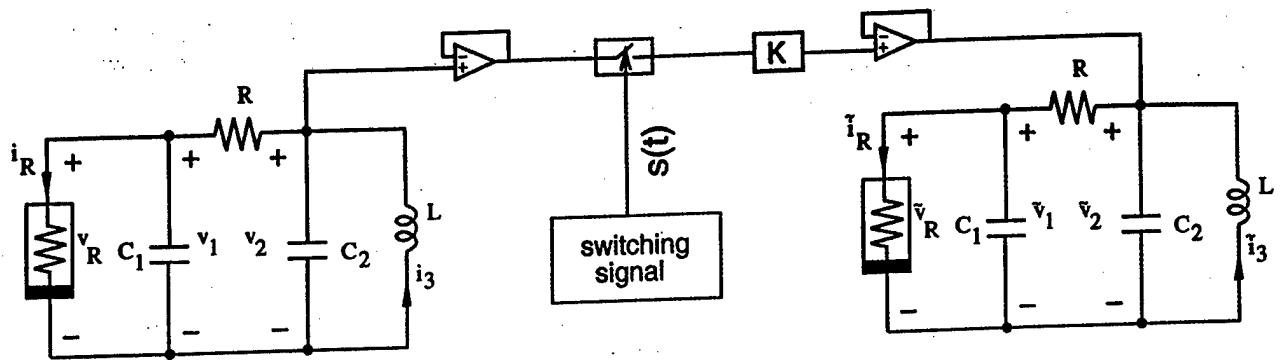 K
R
R
i_R
+
+
+
s(t)
ĩ_R
+
+
+
v_R
C_1
v_1
v_2
C_2
L
i_3
switching
signal
ṽ_R
C_1
ṽ_1
ṽ_2
C_2
L
ĩ_3
−
−
−
−
−
−
−
+
−
+